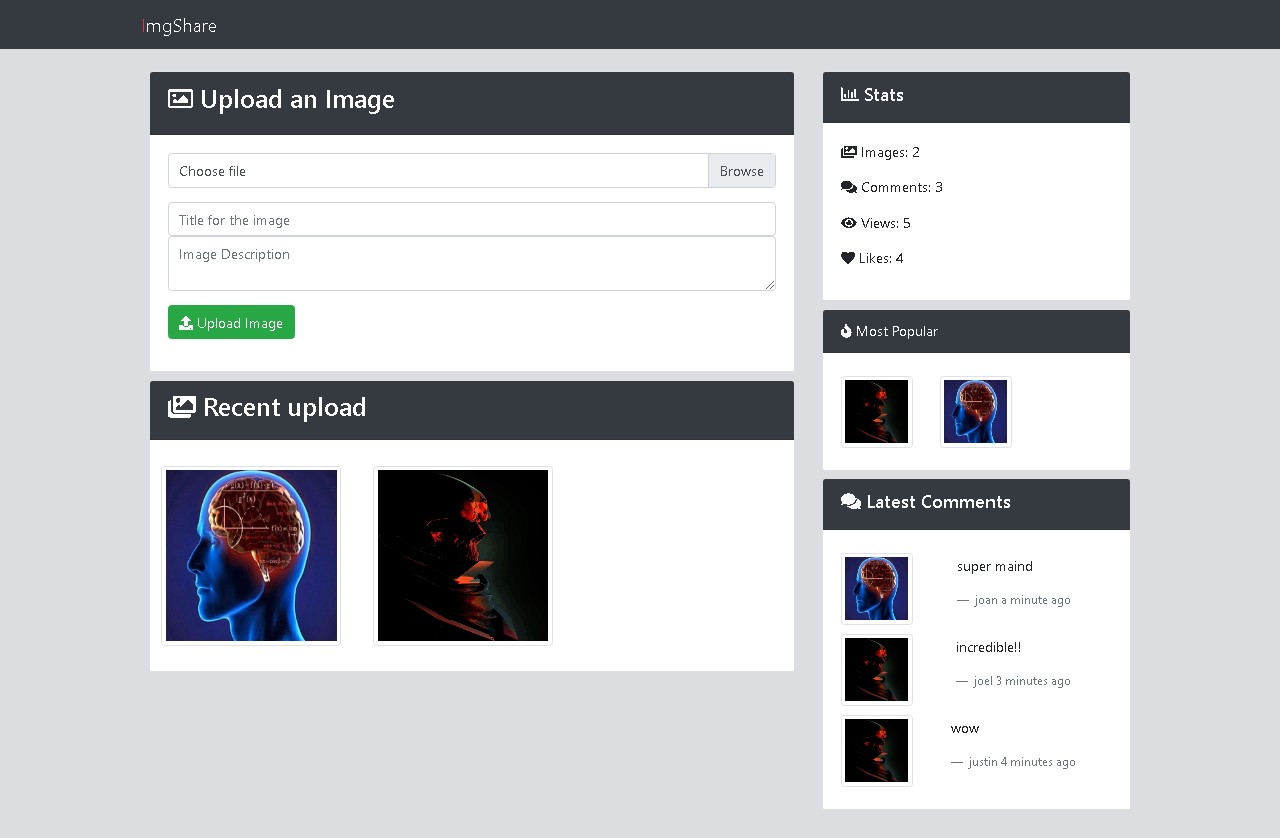 ImgShare
Upload an Image
Choose file
Browse
Title for the image
Image Description
Upload Image
Recent upload
Stats
Images: 2
Comments: 3
Views: 5
Likes: 4
Most Popular
Latest Comments
super maind
— joan a minute ago
incredible!!
— joel 3 minutes ago
wow
— justin 4 minutes ago